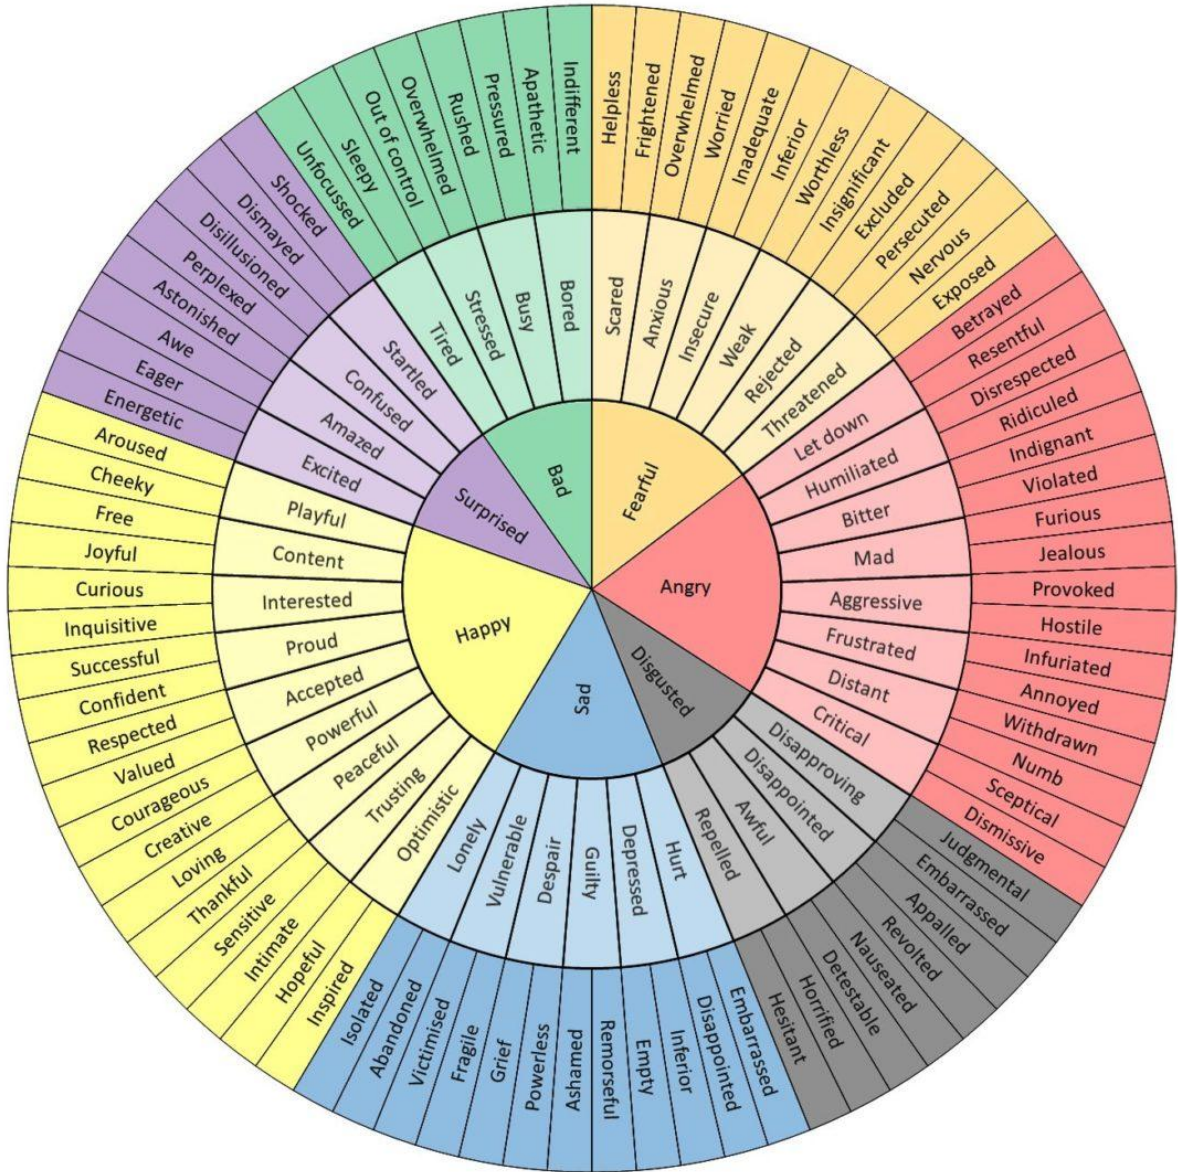 Fearful
Angry
Disgusted
Sad
Happy
Surprised
Bad
Scared
Anxious
Insecure
Weak
Rejected
Threatened
Let down
Humiliated
Bitter
Mad
Aggressive
Frustrated
Distant
Critical
Disapproving
Disappointed
Awful
Repelled
Hurt
Depressed
Guilty
Despair
Vulnerable
Lonely
Optimistic
Trusting
Peaceful
Powerful
Accepted
Proud
Interested
Content
Playful
Excited
Amazed
Confused
Startled
Tired
Stressed
Busy
Bored
Helpless
Frightened
Overwhelmed
Worried
Inadequate
Inferior
Worthless
Insignificant
Excluded
Persecuted
Nervous
Exposed
Betrayed
Resentful
Disrespected
Ridiculed
Indignant
Violated
Furious
Jealous
Provoked
Hostile
Infuriated
Annoyed
Withdrawn
Numb
Sceptical
Dismissive
Judgmental
Embarrassed
Appalled
Revolted
Nauseated
Detestable
Horrified
Hesitant
Embarrassed
Disappointed
Inferior
Empty
Remorseful
Ashamed
Powerless
Grief
Fragile
Victimised
Abandoned
Isolated
Inspired
Hopeful
Intimate
Sensitive
Thankful
Loving
Creative
Courageous
Valued
Respected
Confident
Successful
Inquisitive
Curious
Joyful
Free
Cheeky
Aroused
Energetic
Eager
Awe
Astonished
Perplexed
Disillusioned
Dismayed
Shocked
Unfocussed
Sleepy
Out of control
Overwhelmed
Rushed
Pressured
Apathetic
Indifferent